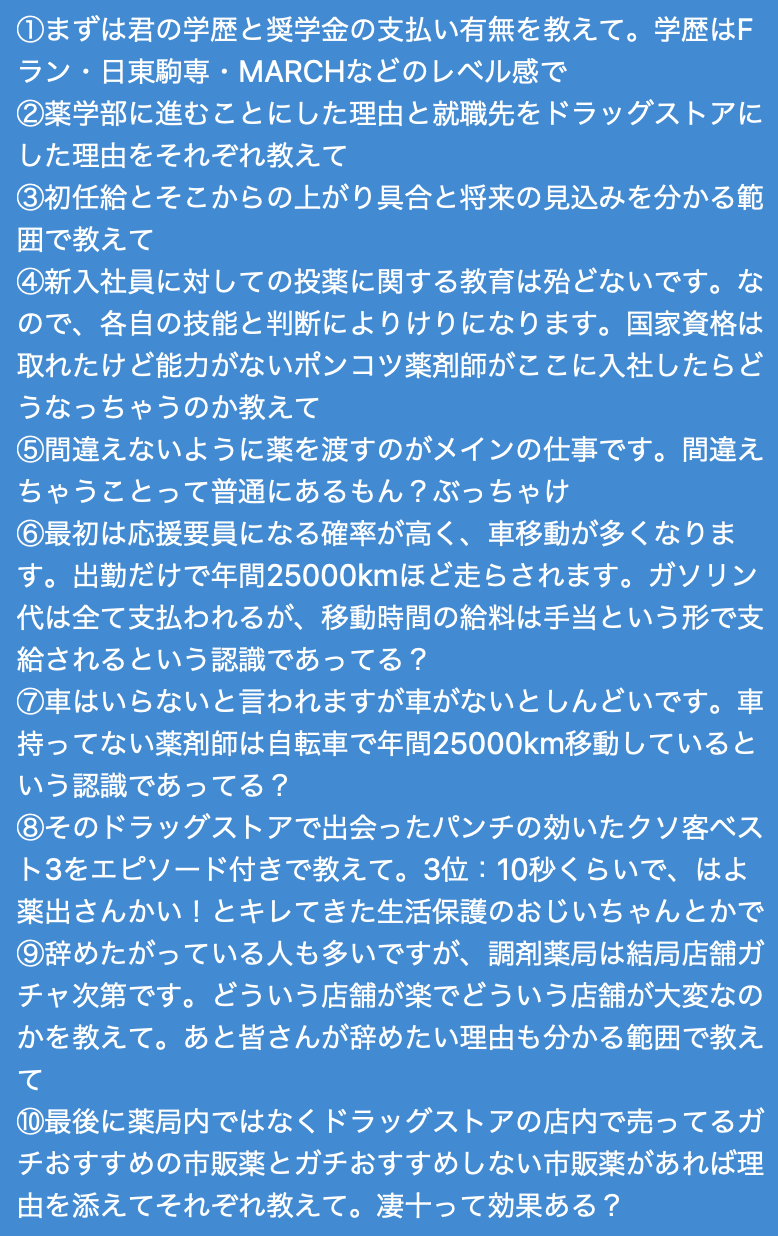 ①まずは君の学歴と奨学金の支払い有無を教えて。学歴はF
ラン・日東駒専・MARCHなどのレベル感で
②薬学部に進むことにした理由と就職先をドラッグストアに
した理由をそれぞれ教えて
③初任給とそこからの上がり具合と将来の見込みを分かる範
囲で教えて
④新入社員に対しての投薬に関する教育は殆どないです。な
ので、各自の技能と判断によりけりになります。国家資格は
取れたけど能力がないポンコツ薬剤師がここに入社したらど
うなっちゃうのか教えて
⑤間違えないように薬を渡すのがメインの仕事です。間違え
ちゃうことって普通にあるもん？ぶっちゃけ
⑥最初は応援要員になる確率が高く、車移動が多くなりま
す。出勤だけで年間25000kmほど走らされます。ガソリン
代は全て支払われるが、移動時間の給料は手当という形で支
給されるという認識であってる？
⑦車はいらないと言われますが車がないとしんどいです。車
持ってない薬剤師は自転車で年間25000km移動していると
いう認識であってる？
⑧そのドラッグストアで出会ったパンチの効いたクソ客ベス
ト3をエピソード付きで教えて。3位：10秒くらいで、はよ
薬出さんかい！とキレてきた生活保護のおじいちゃんとかで
⑨辞めたがっている人も多いですが、調剤薬局は結局店舗ガ
チャ次第です。どういう店舗が楽でどういう店舗が大変なの
かを教えて。あと皆さんが辞めたい理由も分かる範囲で教え
て
⑩最後に薬局内ではなくドラッグストアの店内で売ってるガ
チおすすめの市販薬とガチおすすめしない市販薬があれば理
由を添えてそれぞれ教えて。凄十って効果ある？